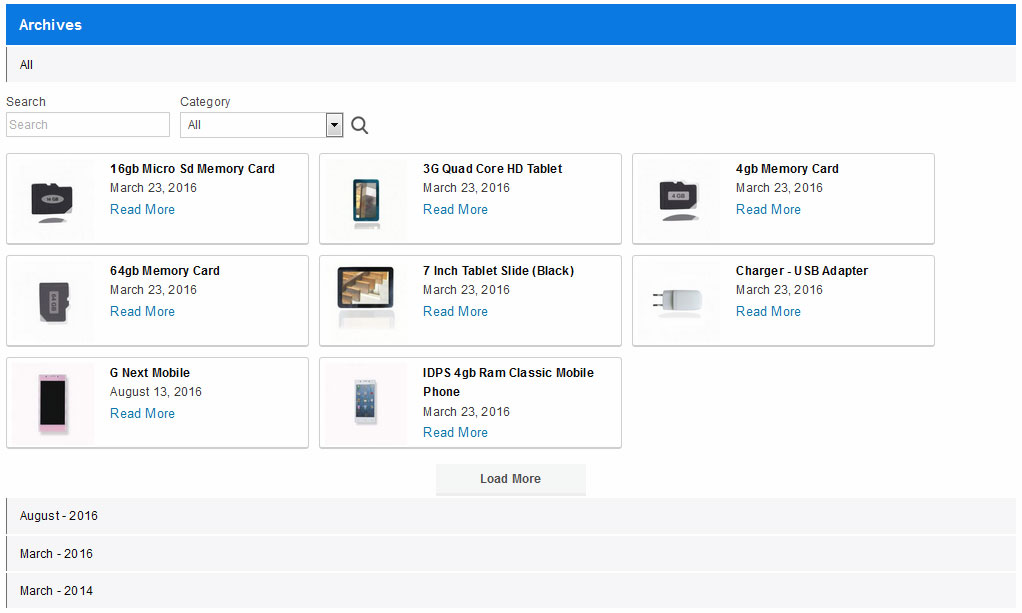 Archives
All
Search Category
Search All
16gb Micro Sd Memory Card
March 23, 2016
Read More
3G Quad Core HD Tablet
March 23, 2016
Read More
4 GB
4gb Memory Card
March 23, 2016
Read More
64gb Memory Card
March 23, 2016
Read More
7 Inch Tablet Slide (Black)
March 23, 2016
Read More
Charger - USB Adapter
March 23, 2016
Read More
G Next Mobile
August 13, 2016
Read More
IDPS 4gb Ram Classic Mobile
Phone
March 23, 2016
Read More
Load More
August - 2016
March - 2016
March - 2014